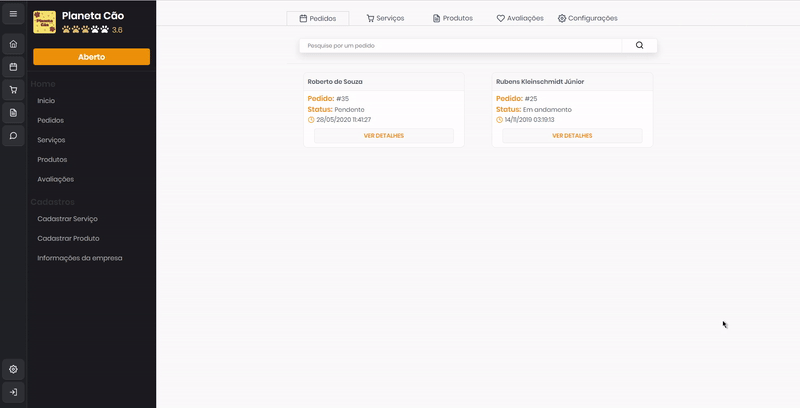 Planeta Cão
3.6
Aberto
Home
Inicio
Pedidos
Serviços
Produtos
Avaliações
Cadastros
Cadastrar Serviço
Cadastrar Produto
Informações da empresa
Pedidos
Serviços
Produtos
Avaliações
Configurações
Pesquise por um pedido
Roberto de Souza
Pedido: #35
Status: Pendente
28/05/2020 11:41:27
VER DETALHES
Rubens Kleinschmidt Júnior
Pedido: #25
Status: Em andamento
14/11/2019 03:19:13
VER DETALHES